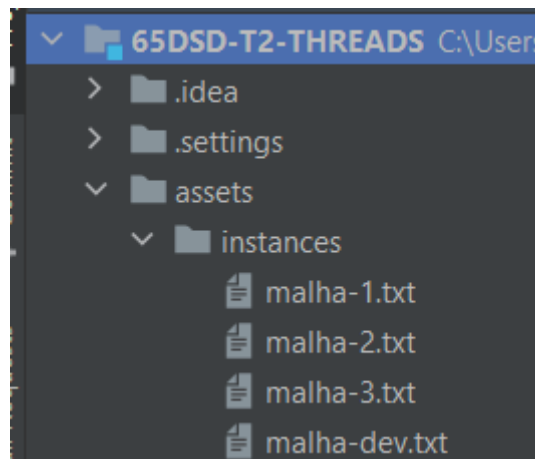 65DSD-T2-THREADS C:\Users
.idea
.settings
assets
instances
malha-1.txt
malha-2.txt
malha-3.txt
malha-dev.txt